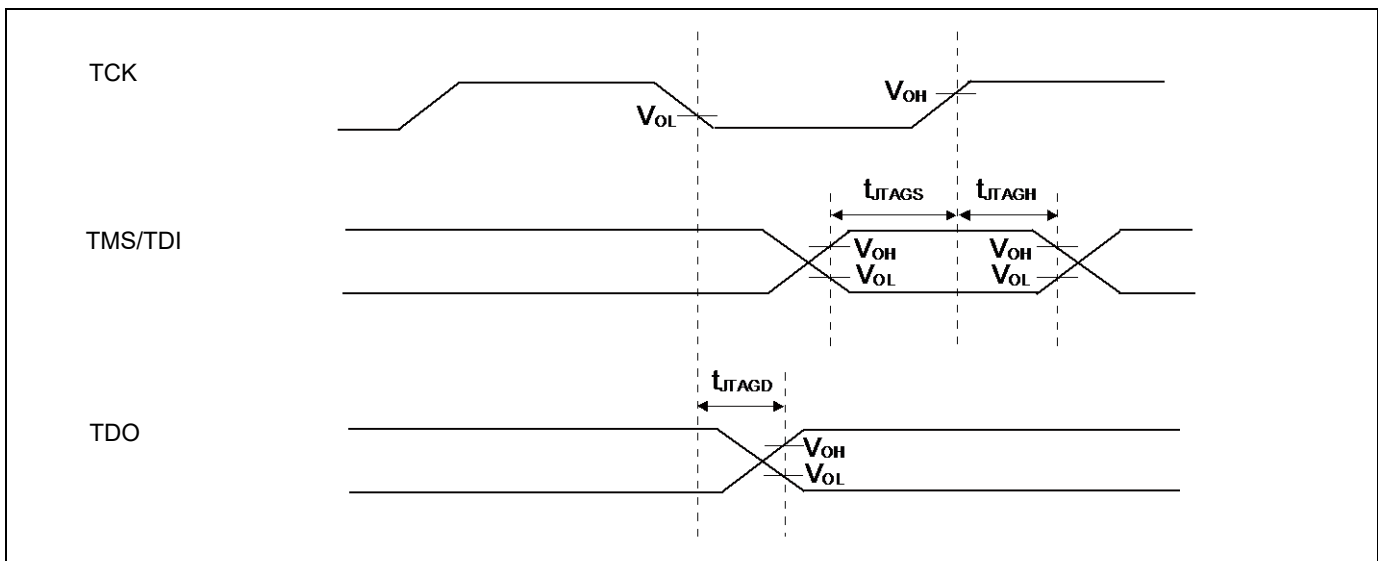 TCK
VOH
VOL
tJTAGS tJTAGH
TMS/TDI
VOH VOH
VOL VOL
tJTAGD
TDO
VOH
VOL